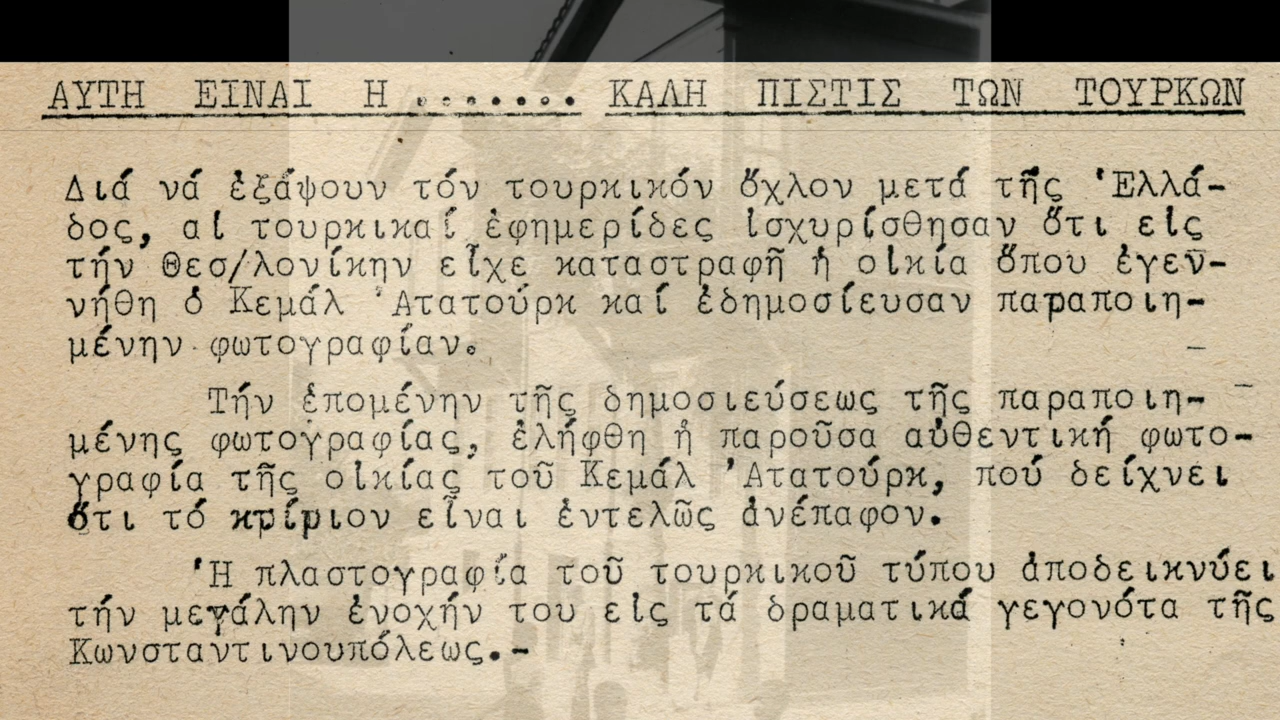 ΑΥΤΗ ΕΙΝΑΙ Η ....... ΚΑΛΗ ΠΙΣΤΙΣ ΤΩΝ ΤΟΥΡΚΩΝ
Διά νά ἐξάψουν τόν τουρκικόν ὄχλον μετά τῆς Ἑλλά-
δος, αἱ τουρκικαί ἐφημερίδες ἰσχυρίσθησαν ὅτι εἰς
τήν Θεσ/λονίκην εἶχε καταστραφῆ ἡ οἰκία ὅπου ἐγεν-
νήθη ὁ Κεμάλ Ἀτατούρκ καί ἐδημοσίευσαν παραποιη-
μένην φωτογραφίαν.
Τήν ἑπομένην τῆς δημοσιεύσεως τῆς παραποιη-
μένης φωτογραφίας, ἐλήφθη ἡ παροῦσα αὐθεντική φωτο-
γραφία τῆς οἰκίας τοῦ Κεμάλ Ἀτατούρκ, πού δείχνει
ὅτι τό κτίριον εἶναι ἐντελῶς ἀνέπαφον.
Ἡ πλαστογραφία τοῦ τουρκικοῦ τύπου ἀποδεικνύει
τήν μεγάλην ἐνοχήν του εἰς τά δραματικά γεγονότα τῆς
Κωνσταντινουπόλεως.-